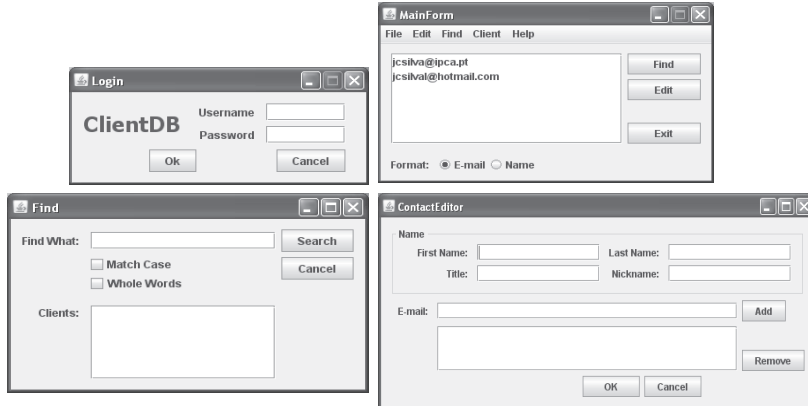 Login
ClientDB
Username
Password
Ok Cancel
MainForm
File Edit Find Client Help
jcsilva@ipca.pt
jcsilval@hotmail.com
Find
Edit
Exit
Format: E-mail Name
Find
Find What: Search
Match Case Cancel
Whole Words
Clients:
ContactEditor
Name
First Name: Last Name:
Title: Nickname:
E-mail: Add
Remove
OK Cancel